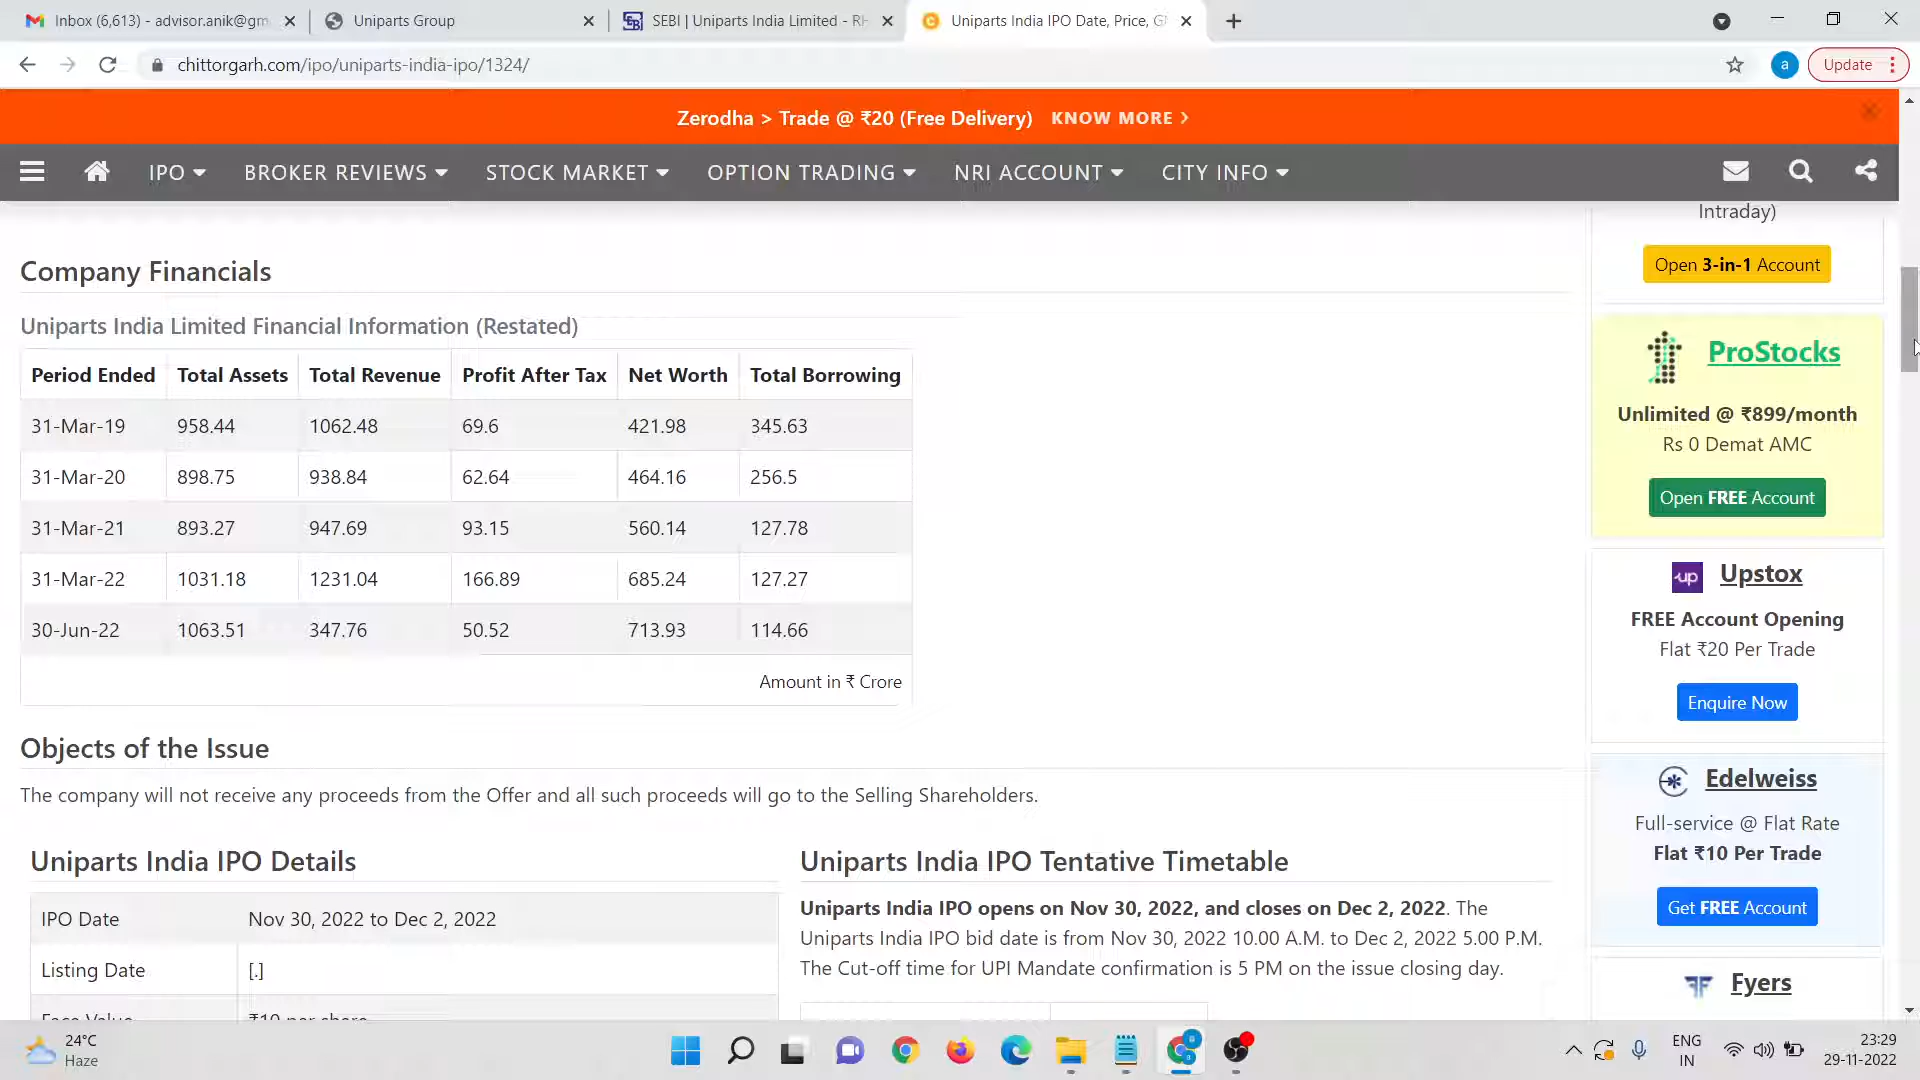 Inbox (6,613) - advisor.anik@gm
Uniparts Group
SEBI | Uniparts India Limited - RH
Uniparts India IPO Date, Price, GM
chittorgarh.com/ipo/uniparts-india-ipo/1324/
a
Update
Zerodha > Trade @ ₹20 (Free Delivery) KNOW MORE
IPO
BROKER REVIEWS
STOCK MARKET
OPTION TRADING
NRI ACCOUNT
CITY INFO
Intraday)
Open 3-in-1 Account
Company Financials
Uniparts India Limited Financial Information (Restated)
Period Ended Total Assets Total Revenue Profit After Tax Net Worth Total Borrowing
31-Mar-19 958.44 1062.48 69.6 421.98 345.63
31-Mar-20 898.75 938.84 62.64 464.16 256.5
31-Mar-21 893.27 947.69 93.15 560.14 127.78
31-Mar-22 1031.18 1231.04 166.89 685.24 127.27
30-Jun-22 1063.51 347.76 50.52 713.93 114.66
Amount in ₹ Crore
ProStocks
Unlimited @ ₹899/month
Rs 0 Demat AMC
Open FREE Account
up
Upstox
FREE Account Opening
Flat ₹20 Per Trade
Enquire Now
Objects of the Issue
The company will not receive any proceeds from the Offer and all such proceeds will go to the Selling Shareholders.
Edelweiss
Full-service @ Flat Rate
Flat ₹10 Per Trade
Get FREE Account
Uniparts India IPO Details
IPO Date Nov 30, 2022 to Dec 2, 2022
Listing Date [.]
Face Value ₹10 per share
Uniparts India IPO Tentative Timetable
Uniparts India IPO opens on Nov 30, 2022, and closes on Dec 2, 2022. The
Uniparts India IPO bid date is from Nov 30, 2022 10.00 A.M. to Dec 2, 2022 5.00 P.M.
The Cut-off time for UPI Mandate confirmation is 5 PM on the issue closing day.
Fyers
24°C
Haze
ENG
IN
23:29
29-11-2022